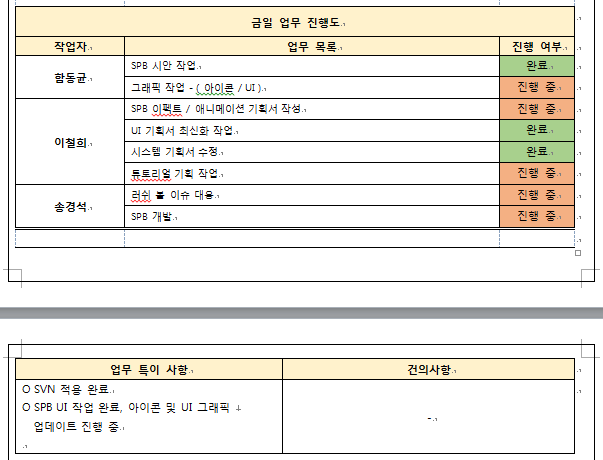 금일 업무 진행도
작업자 업무 목록 진행 여부
함동균
SPB 시안 작업 완료
그래픽 작업 - ( 아이콘 / UI ) 진행 중
이철희
SPB 이펙트 / 애니메이션 기획서 작성 진행 중
UI 기획서 최신화 작업 완료
시스템 기획서 수정 완료
튜토리얼 기획 작업 진행 중
송경석
러쉬 볼 이슈 대응 진행 중
SPB 개발 진행 중
업무 특이 사항 건의사항
O SVN 적용 완료
O SPB UI 작업 완료, 아이콘 및 UI 그래픽
업데이트 진행 중
-